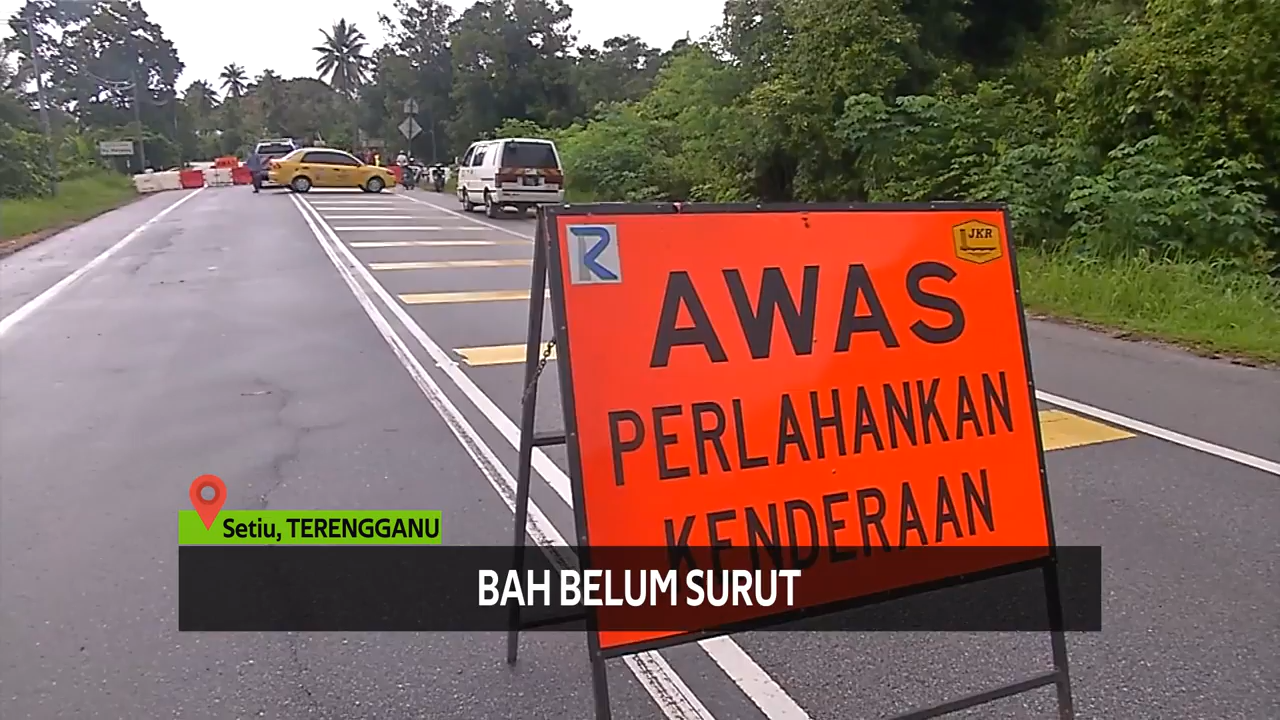 JKR
AWAS
PERLAHANKAN
KENDERAAN
Setiu, TERENGGANU
BAH BELUM SURUT